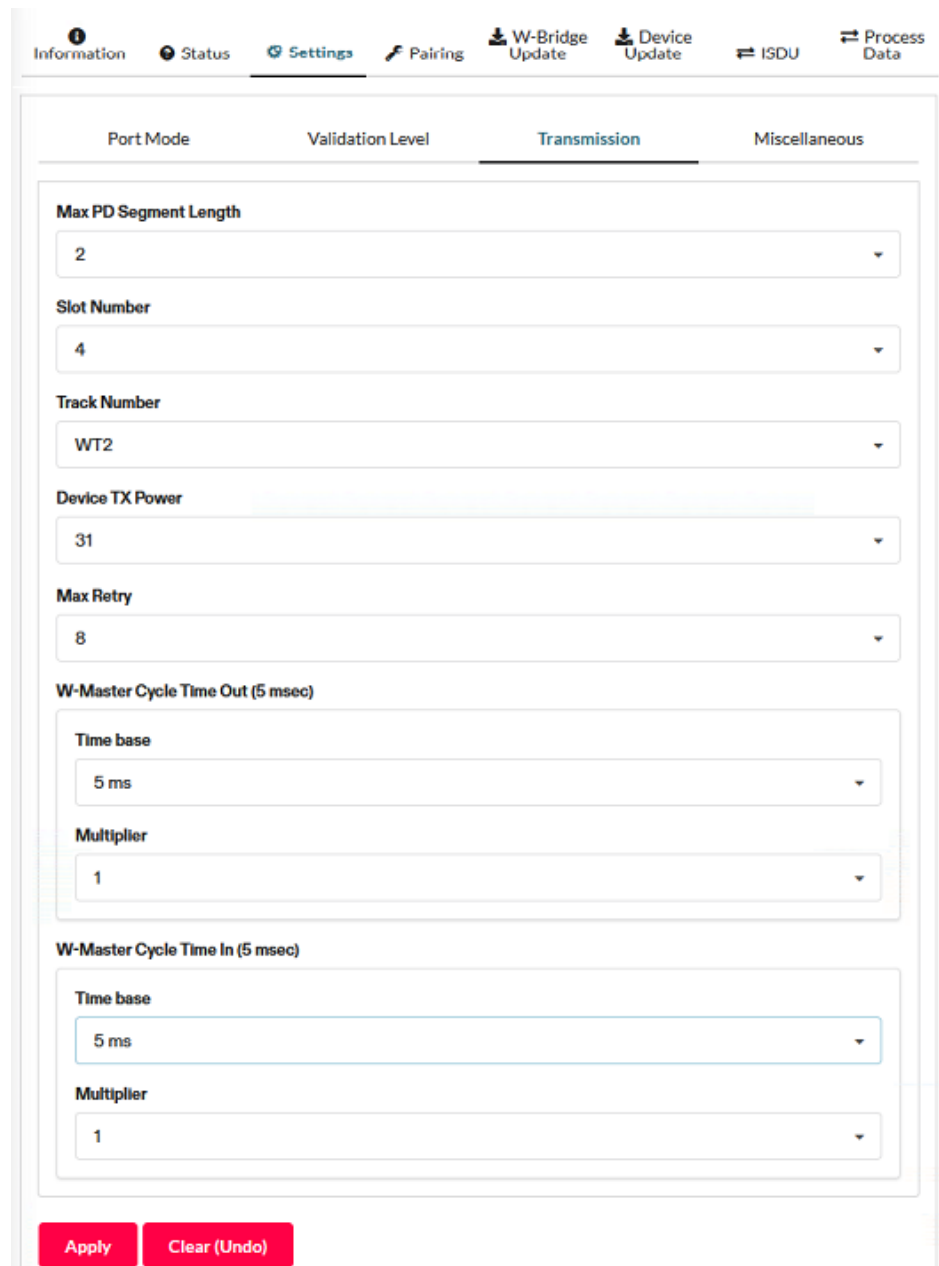 Information
Status
Settings
Pairing
W-Bridge
Update
Device
Update
ISDU
Process
Data
Port Mode
Validation Level
Transmission
Miscellaneous
Max PD Segment Length
2
Slot Number
4
Track Number
WT2
Device TX Power
31
Max Retry
8
W-Master Cycle Time Out (5 msec)
Time base
5 ms
Multiplier
1
W-Master Cycle Time In (5 msec)
Time base
5 ms
Multiplier
1
Apply
Clear (Undo)